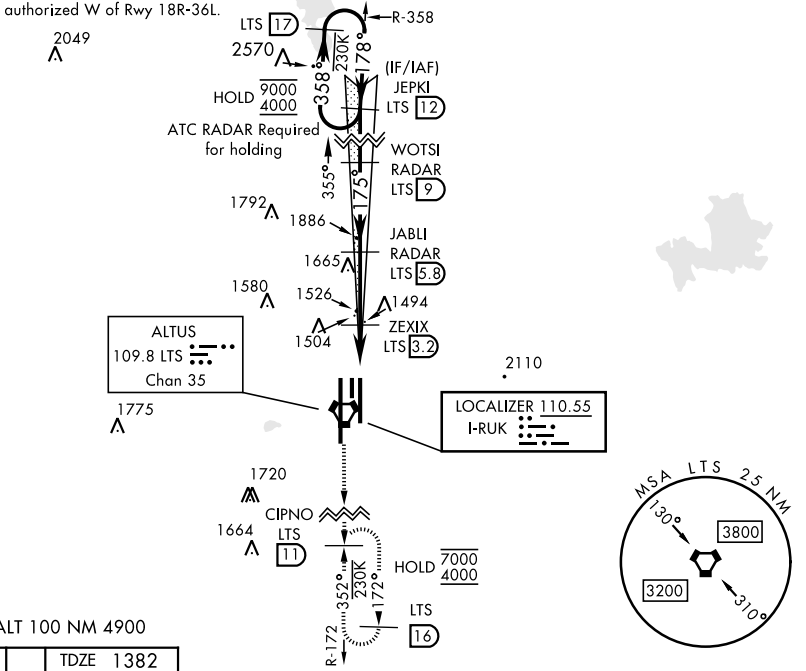 authorized W of Rwy 18R-36L.
2049
LTS 17
R-358
2570
358°
230K
178°
(IF/IAF)
JEPKI
LTS 12
HOLD 9000
4000
ATC RADAR Required
for holding
WOTSI
RADAR
LTS 9
355°
175°
1792
1886
JABLI
RADAR
LTS 5.8
1665
1580
1526
1494
1504
ZEXIX
LTS 3.2
ALTUS
109.8 LTS
Chan 35
2110
LOCALIZER 110.55
I-RUK
1775
1720
CIPNO
LTS
11
1664
HOLD 7000
4000
352°
230K
172°
LTS
16
R-172
MSA LTS 25 NM
130°
3800
3200
310°
ALT 100 NM 4900
TDZE 1382